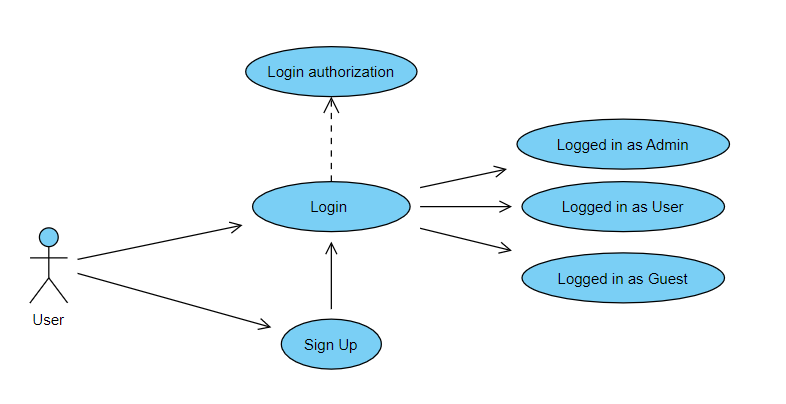 Login authorization
Logged in as Admin
Login
Logged in as User
Logged in as Guest
User
Sign Up